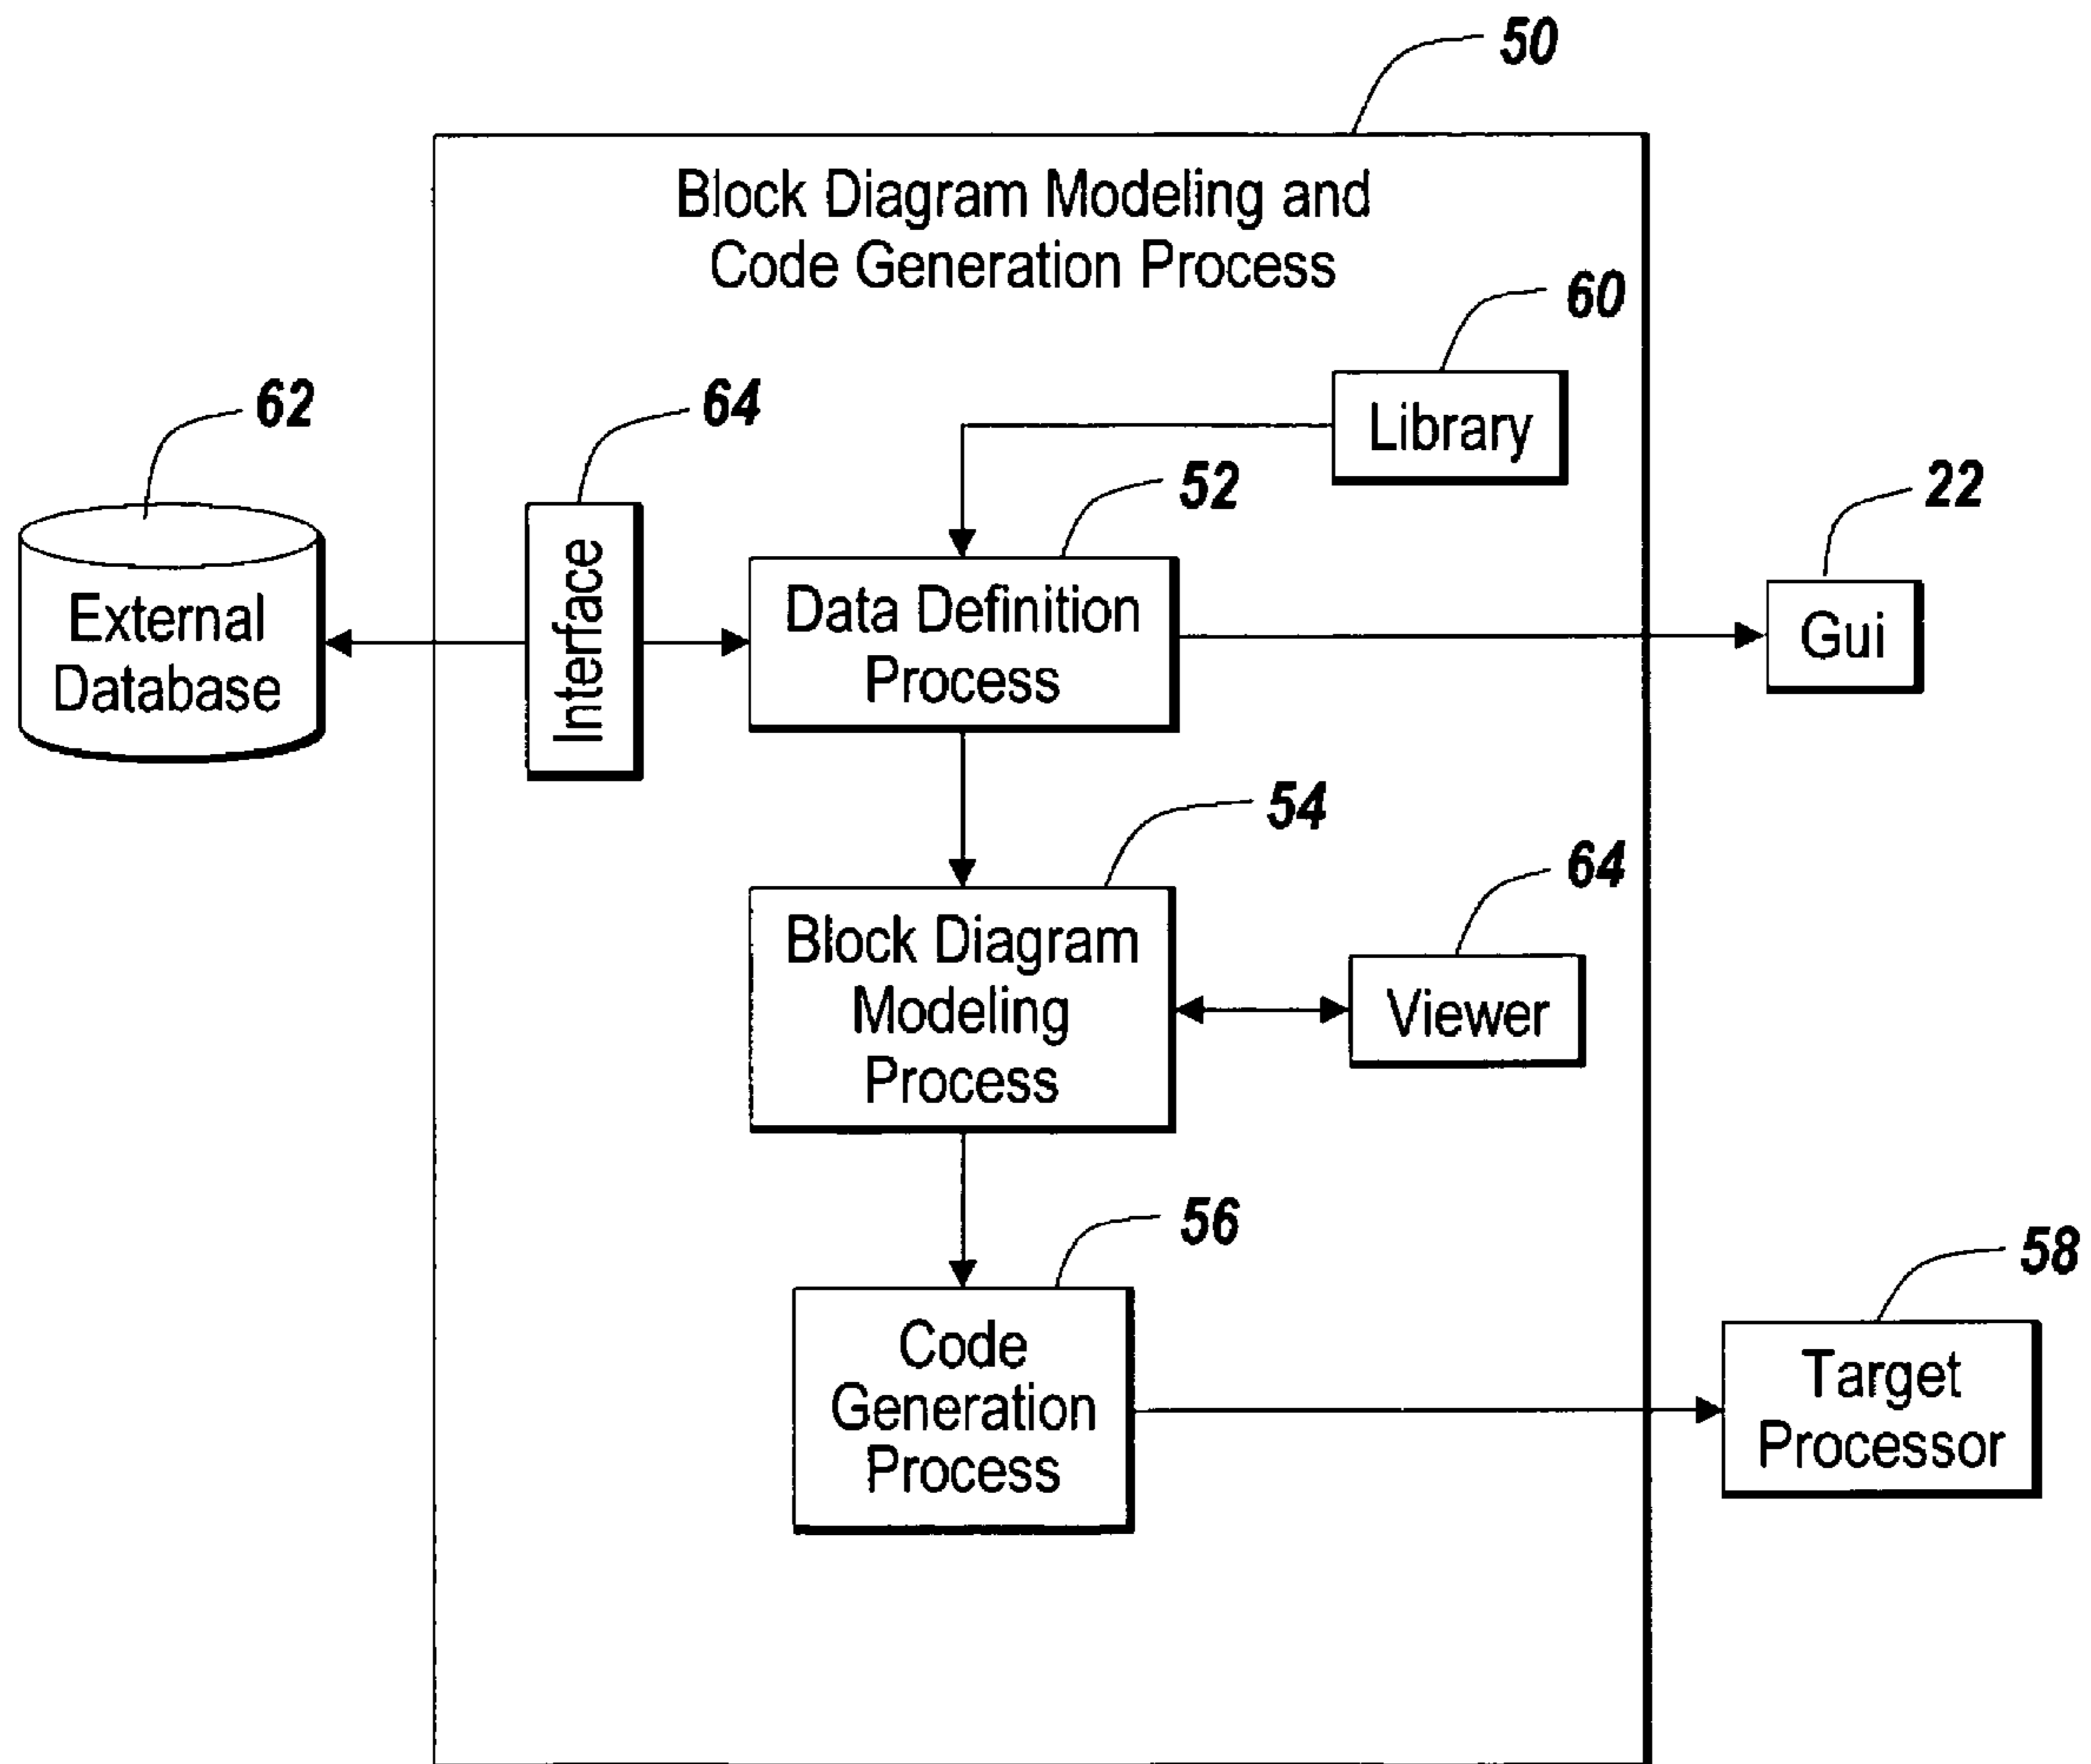 50
Block Diagram Modeling and
Code Generation Process
60
Library
62
64
52
22
External
Database
Interface
Data Definition
Process
Gui
54
64
Block Diagram
Modeling
Process
Viewer
56
58
Code
Generation
Process
Target
Processor